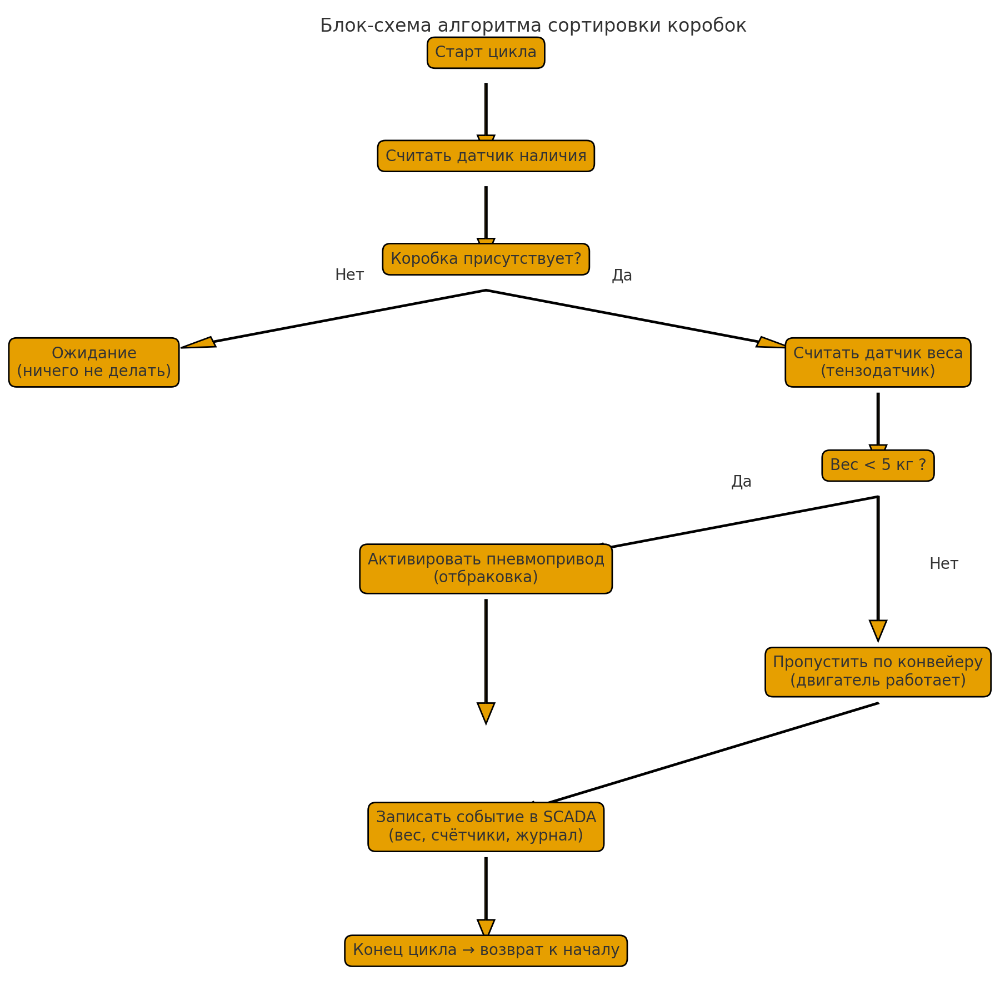 Блок-схема алгоритма сортировки коробок
Старт цикла
Считать датчик наличия
Коробка присутствует?
Нет
Да
Ожидание
(ничего не делать)
Считать датчик веса
(тензодатчик)
Вес < 5 кг ?
Да
Активировать пневмопривод
(отбраковка)
Нет
Пропустить по конвейеру
(двигатель работает)
Записать событие в SCADA
(вес, счётчики, журнал)
Конец цикла → возврат к началу